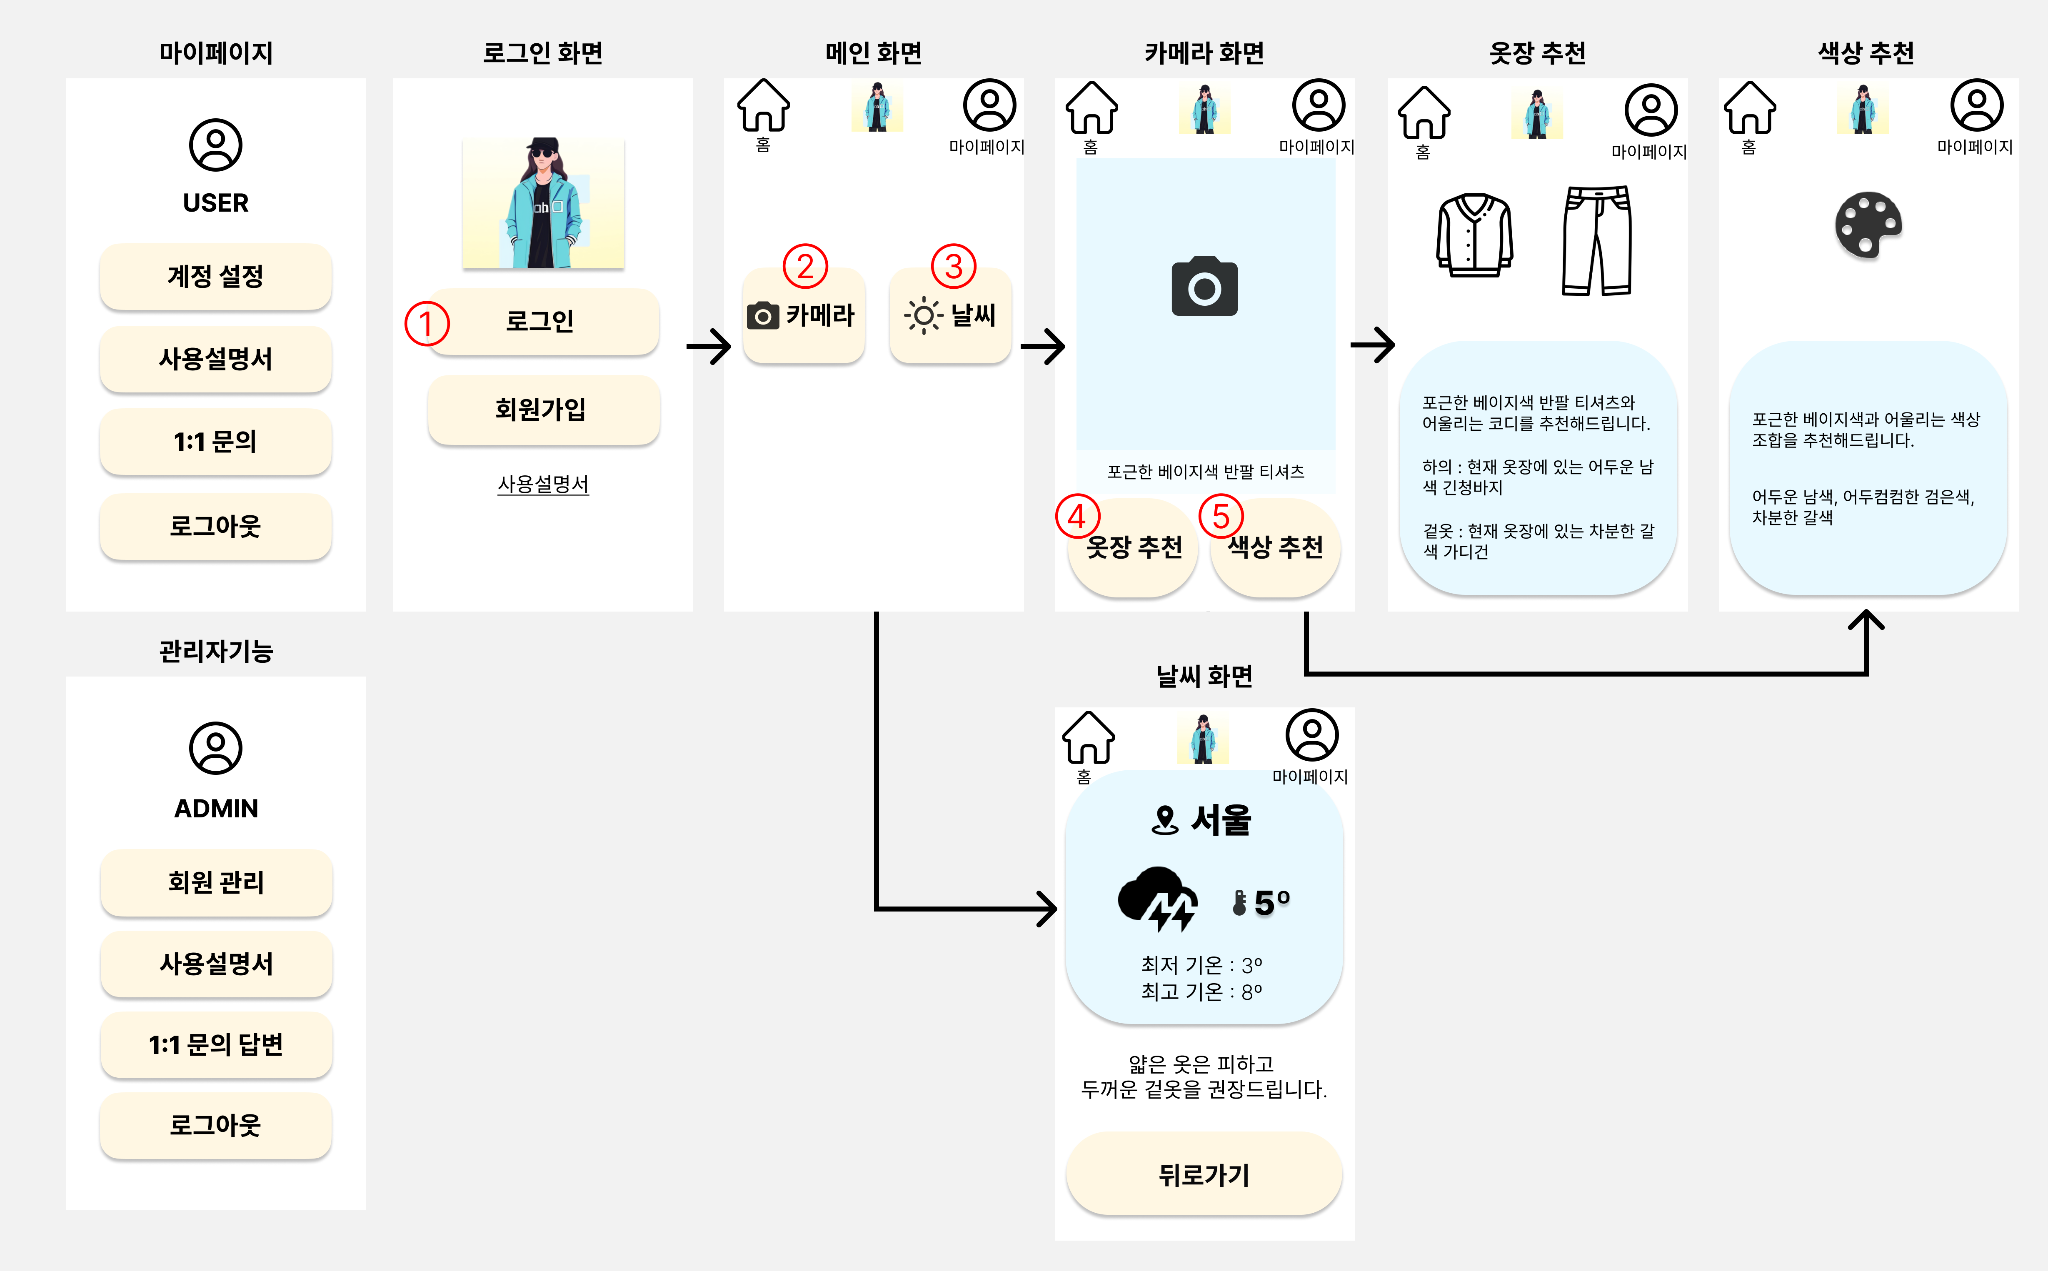 마이페이지
USER
계정 설정
사용설명서
1:1 문의
로그아웃
관리자기능
ADMIN
회원 관리
사용설명서
1:1 문의 답변
로그아웃
로그인 화면
① 로그인
회원가입
사용설명서
메인 화면
홈
마이페이지
② 카메라
③ 날씨
카메라 화면
홈
마이페이지
포근한 베이지색 반팔 티셔츠
④ 옷장 추천
⑤ 색상 추천
옷장 추천
홈
마이페이지
포근한 베이지색 반팔 티셔츠와
어울리는 코디를 추천해드립니다.
하의 : 현재 옷장에 있는 어두운 남
색 긴청바지
겉옷 : 현재 옷장에 있는 차분한 갈
색 가디건
색상 추천
홈
마이페이지
포근한 베이지색과 어울리는 색상
조합을 추천해드립니다.
어두운 남색, 어두컴컴한 검은색,
차분한 갈색
날씨 화면
홈
마이페이지
서울
5º
최저 기온 : 3º
최고 기온 : 8º
얇은 옷은 피하고
두꺼운 겉옷을 권장드립니다.
뒤로가기